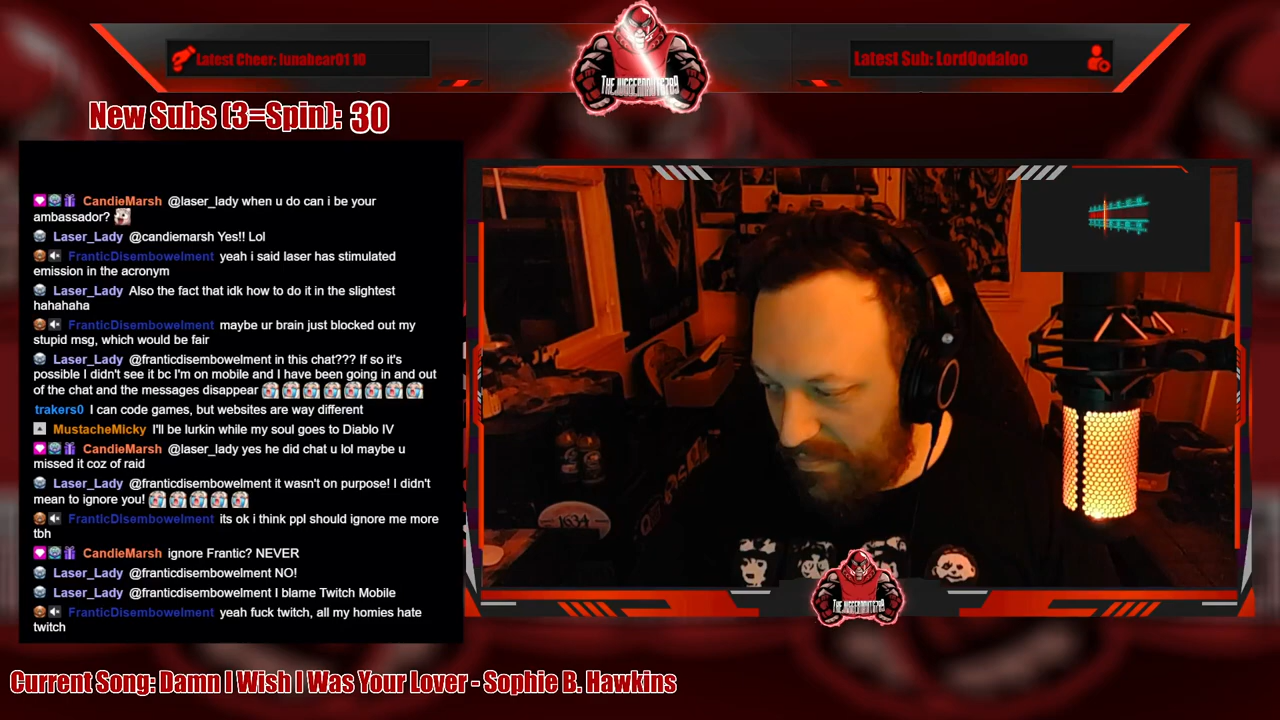 Latest Cheer: lunabear0110
Latest Sub: LordOodaloo
THEJUGGERNAUT6789
New Subs (3=Spin): 30
CandieMarsh @laser_lady when u do can i be your
ambassador?
Laser_Lady @candiemarsh Yes!! Lol
FranticDisembowelment yeah i said laser has stimulated
emission in the acronym
Laser_Lady Also the fact that idk how to do it in the slightest
hahahaha
FranticDisembowelment maybe ur brain just blocked out my
stupid msg, which would be fair
Laser_Lady @franticdisembowelment in this chat??? If so it's
possible I didn't see it bc I'm on mobile and I have been going in and out
of the chat and the messages disappear
trakers0 I can code games, but websites are way different
MustacheMicky I'll be lurkin while my soul goes to Diablo IV
CandieMarsh @laser_lady yes he did chat u lol maybe u
missed it coz of raid
Laser_Lady @franticdisembowelment it wasn't on purpose! I didn't
mean to ignore you!
FranticDisembowelment its ok i think ppl should ignore me more
tbh
CandieMarsh ignore Frantic? NEVER
Laser_Lady @franticdisembowelment NO!
Laser_Lady @franticdisembowelment I blame Twitch Mobile
FranticDisembowelment yeah fuck twitch, all my homies hate
twitch
1634
Current Song: Damn I Wish I Was Your Lover - Sophie B. Hawkins